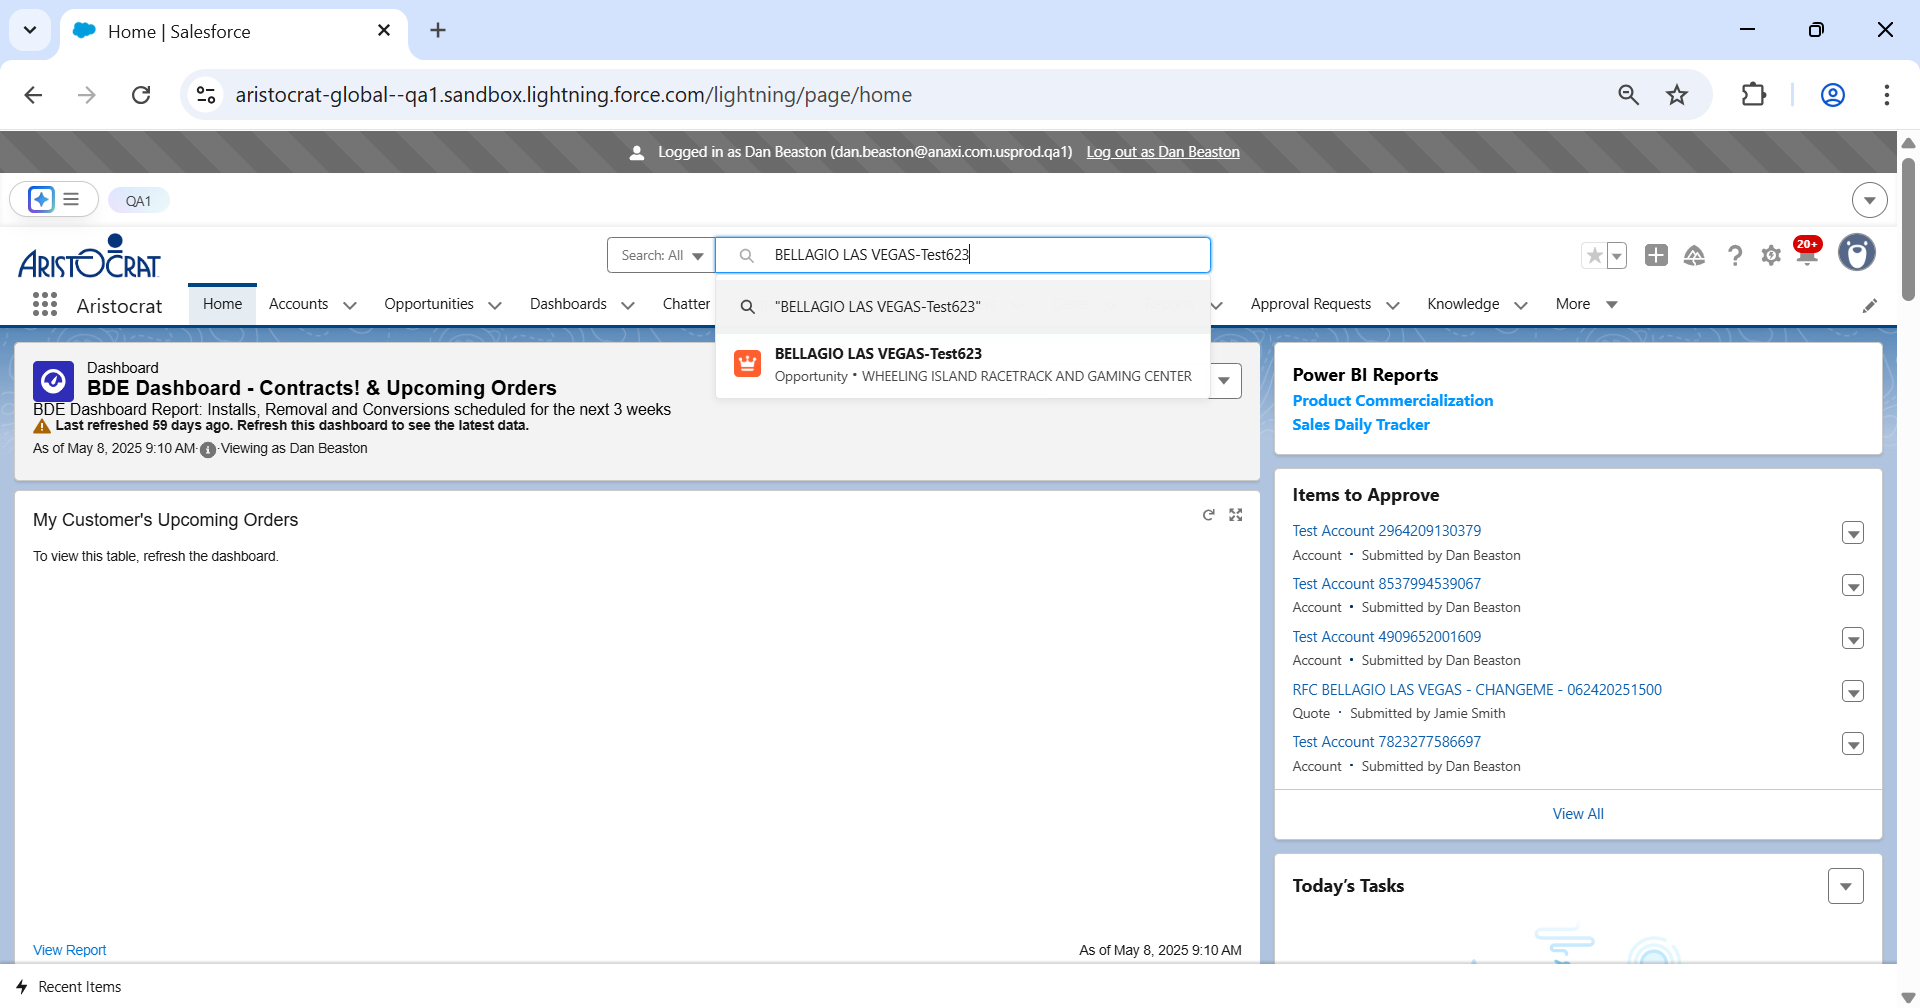 Home | Salesforce
aristocrat-global--qa1.sandbox.lightning.force.com/lightning/page/home
Logged in as Dan Beaston (dan.beaston@anaxi.com.usprod.qa1) Log out as Dan Beaston
QA1
ARISTOCRAT
Search: All
BELLAGIO LAS VEGAS-Test623
20+
Aristocrat
Home
Accounts
Opportunities
Dashboards
Chatter
Approval Requests
Knowledge
More
"BELLAGIO LAS VEGAS-Test623"
BELLAGIO LAS VEGAS-Test623
Opportunity • WHEELING ISLAND RACETRACK AND GAMING CENTER
Dashboard
BDE Dashboard - Contracts! & Upcoming Orders
BDE Dashboard Report: Installs, Removal and Conversions scheduled for the next 3 weeks
Last refreshed 59 days ago. Refresh this dashboard to see the latest data.
As of May 8, 2025 9:10 AM·Viewing as Dan Beaston
My Customer's Upcoming Orders
To view this table, refresh the dashboard.
View Report
As of May 8, 2025 9:10 AM
Power BI Reports
Product Commercialization
Sales Daily Tracker
Items to Approve
Test Account 2964209130379
Account • Submitted by Dan Beaston
Test Account 8537994539067
Account • Submitted by Dan Beaston
Test Account 4909652001609
Account • Submitted by Dan Beaston
RFC BELLAGIO LAS VEGAS - CHANGEME - 062420251500
Quote • Submitted by Jamie Smith
Test Account 7823277586697
Account • Submitted by Dan Beaston
View All
Today's Tasks
Recent Items